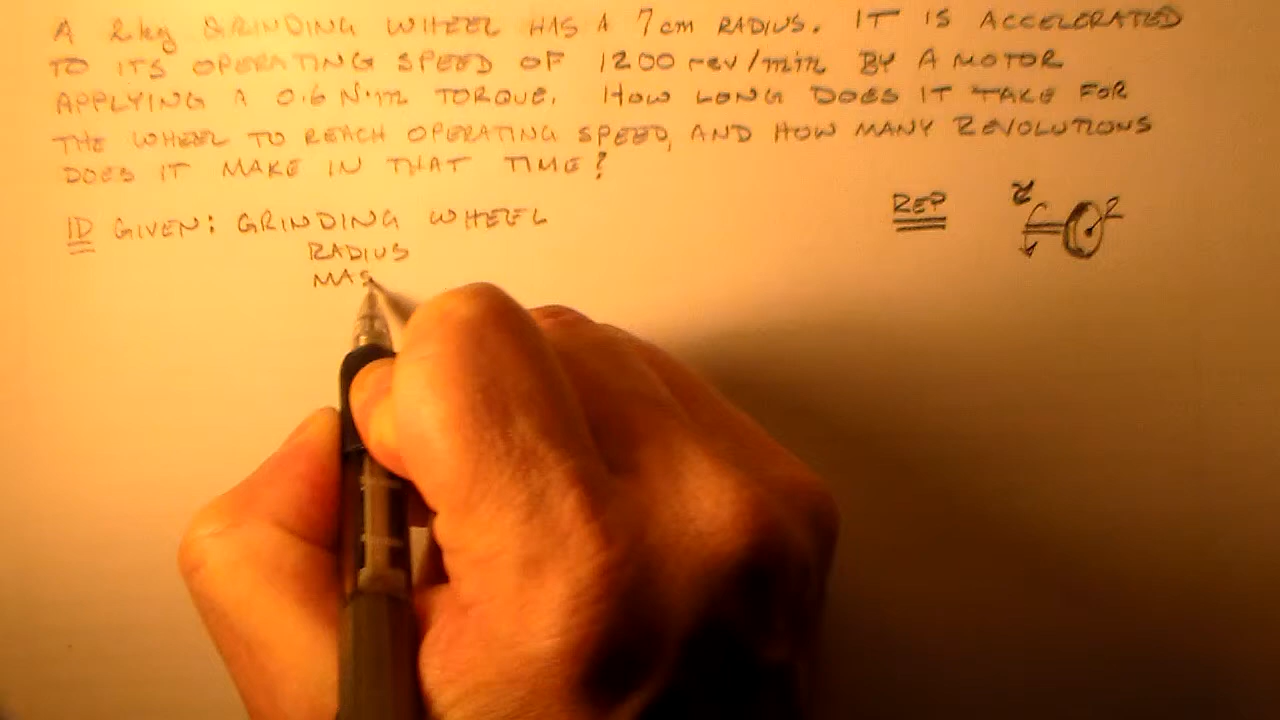 A 2kg GRINDING WHEEL HAS A 7cm RADIUS. IT IS ACCELERATED
TO ITS OPERATING SPEED OF 1200 rev/min BY A MOTOR
APPLYING A 0.6 N·m TORQUE. HOW LONG DOES IT TAKE FOR
THE WHEEL TO REACH OPERATING SPEED, AND HOW MANY REVOLUTIONS
DOES IT MAKE IN THAT TIME?
ID GIVEN: GRINDING WHEEL
RADIUS
MAS
REP